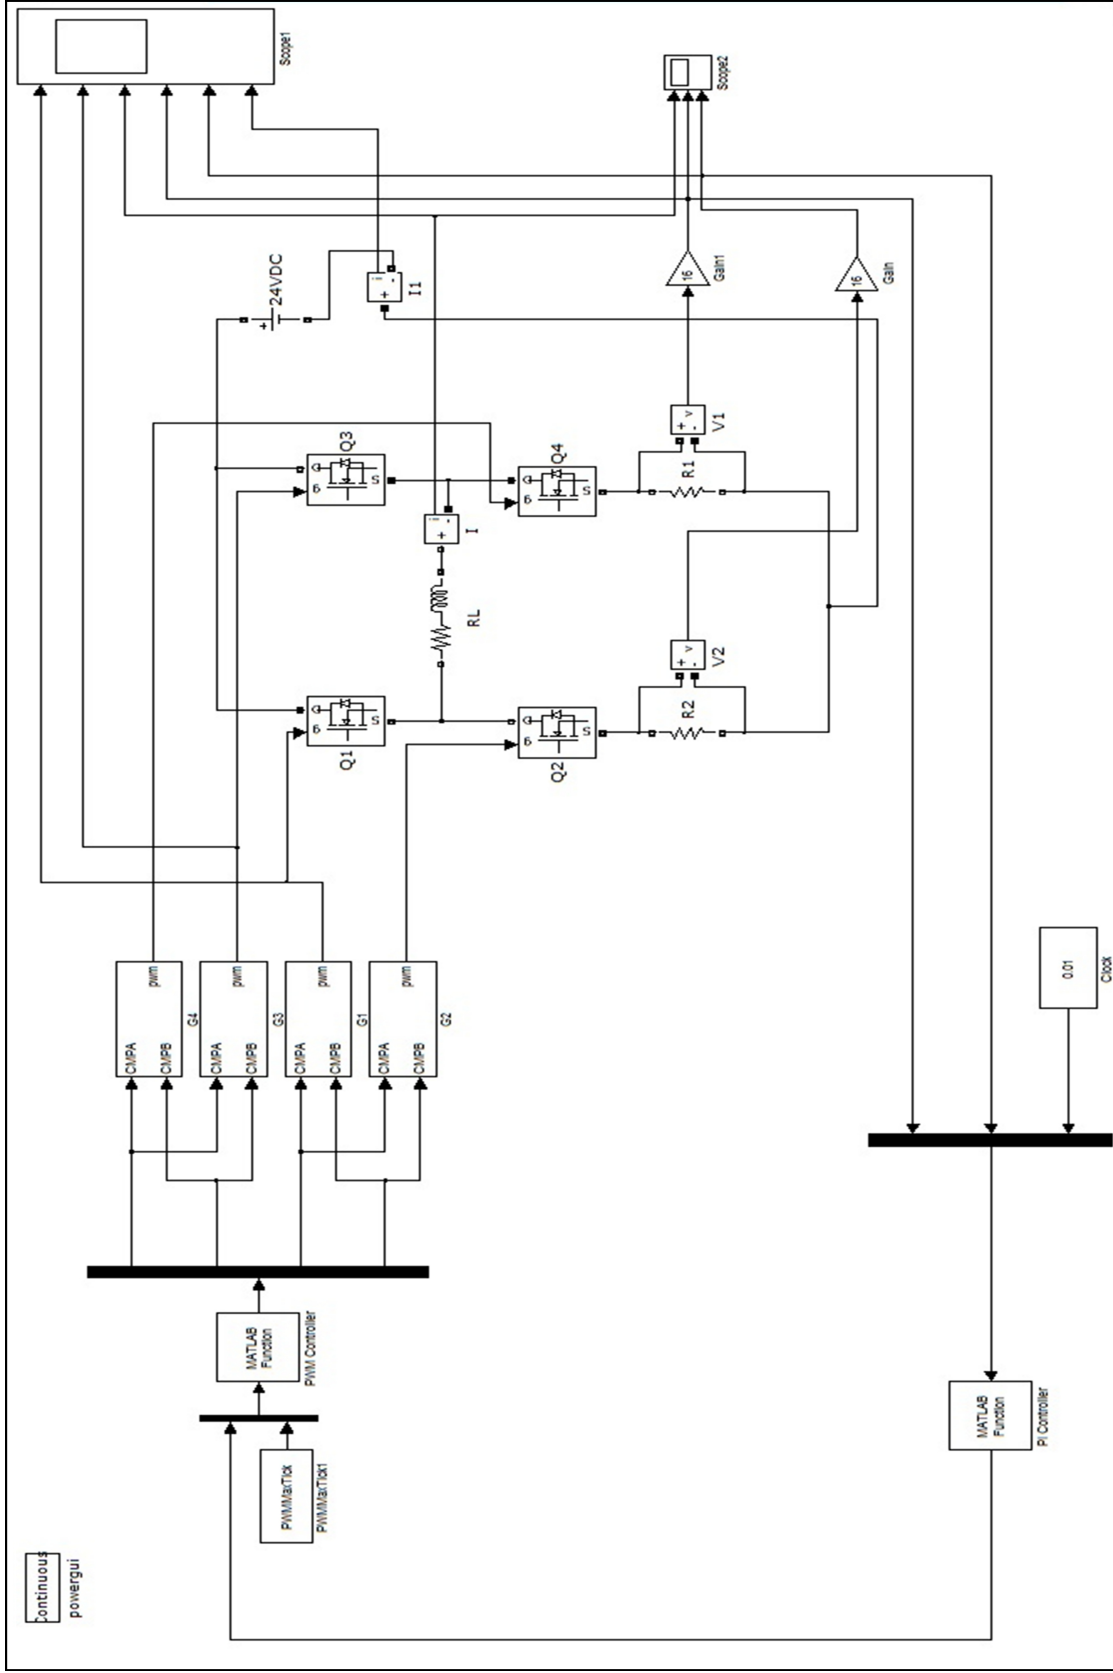 Continuous
powergui
PWMMaxTick
PWMMaxTick1
MATLAB
Function
PWM Controller
CMPA
CMPB
pwm
G4
CMPA
CMPB
pwm
G3
CMPA
CMPB
pwm
G1
CMPA
CMPB
pwm
G2
Scope1
Scope2
+
24VDC
i
+
-
I1
g
D
S
Q1
g
D
S
Q3
g
D
S
Q2
g
D
S
Q4
RL
i
+
-
I
R2
+
-
v
V2
R1
+
-
v
V1
16
Gain1
16
Gain
0.01
Clock
MATLAB
Function
PI Controller